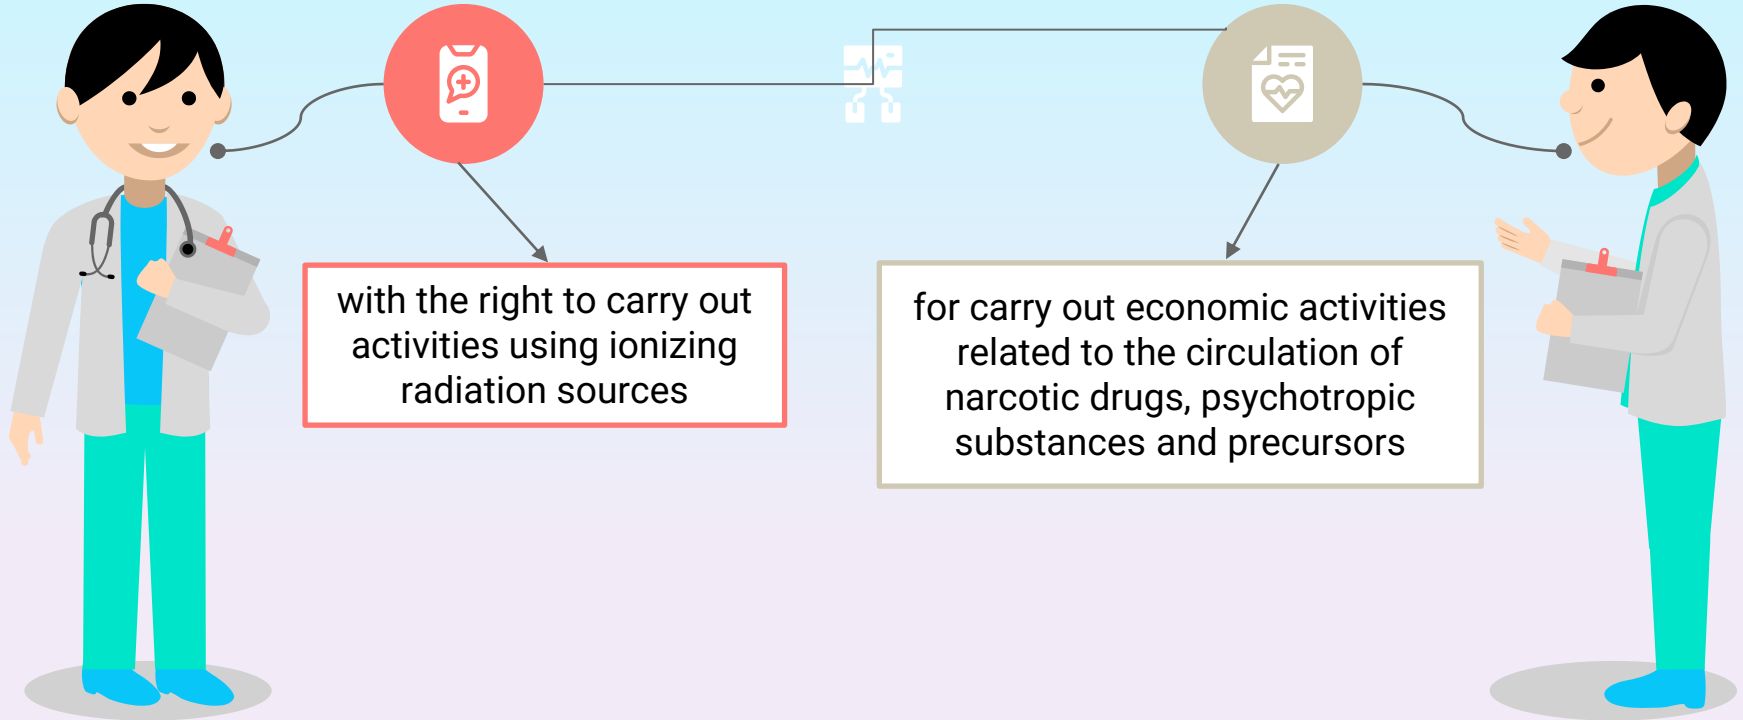 with the right to carry out
activities using ionizing
radiation sources
for carry out economic activities
related to the circulation of
narcotic drugs, psychotropic
substances and precursors